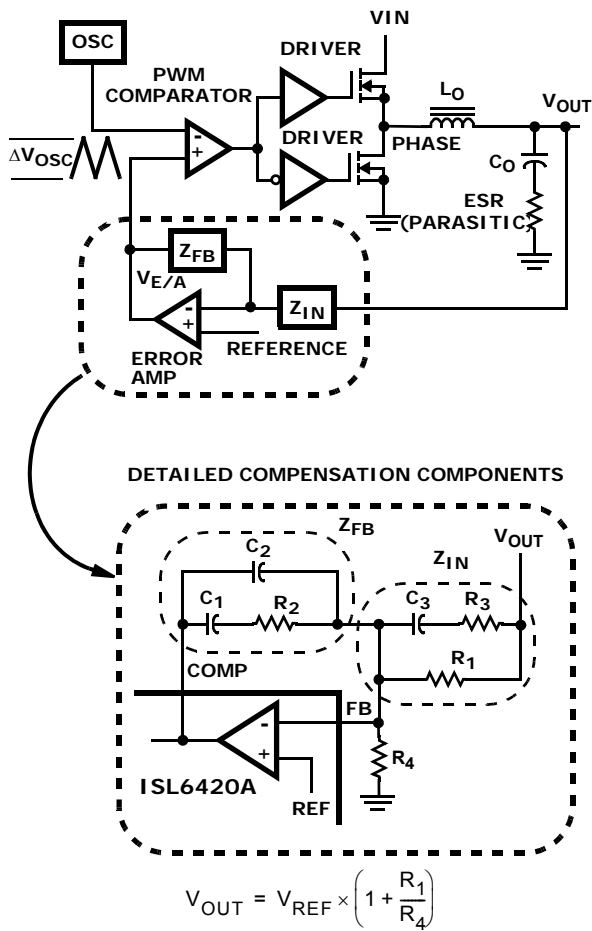 VIN
OSC
DRIVER
PWM
COMPARATOR
LO
VOUT
-
+
DRIVER
PHASE
ΔVOSC
CO
ESR
(PARASITIC)
ZFB
VE/A
-
+
ZIN
REFERENCE
ERROR
AMP
DETAILED COMPENSATION COMPONENTS
ZFB
VOUT
C2
ZIN
C1
R2
C3
R3
R1
COMP
FB
-
+
R4
ISL6420A
REF
VOUT = VREF × (1 + R1/R4)